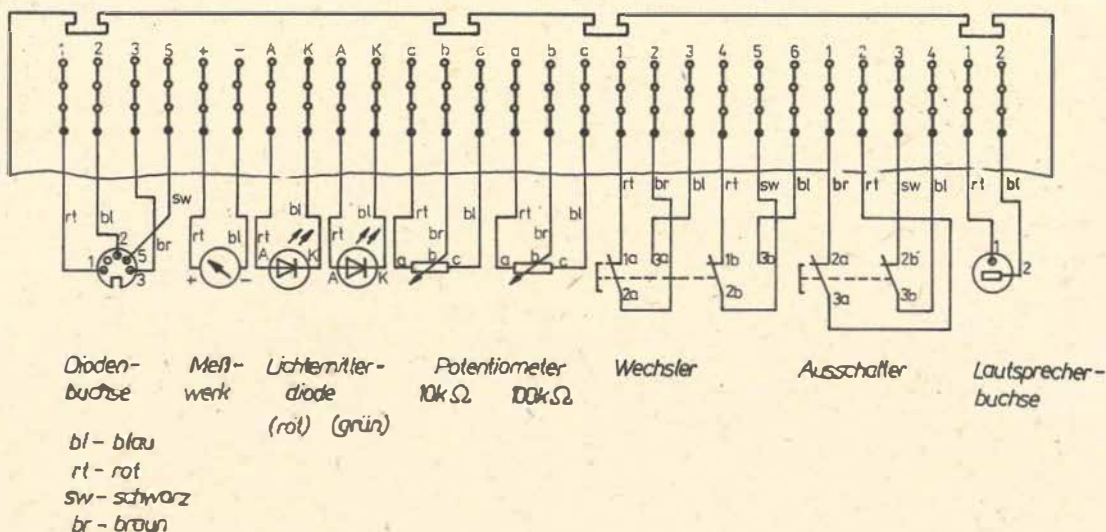 1 2 3 5 + - A K A K c b c a b c 1 2 3 4 5 6 1 2 3 4 1 2
rt bl sw br rt bl rt bl rt bl rt br bl rt br bl rt br bl rt sw bl br rt sw bl rt bl
1 2 5 3 + - A K A K a b c a b c 1a 3a 2a 1b 3b 2b 2a 3a 2b 3b 1 2
Dioden- Meß- Lichtemitter- Potentiometer Wechsler Ausschalter Lautsprecher-
buchse werk diode 10kΩ 100kΩ buchse
(rot) (grün)
bl - blau
rt - rot
sw - schwarz
br - braun